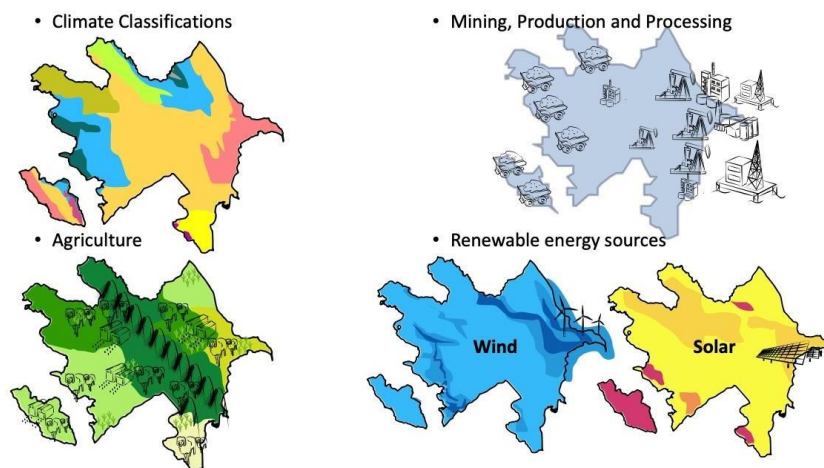 • Climate Classifications
• Mining, Production and Processing
• Agriculture
• Renewable energy sources
Wind
Solar